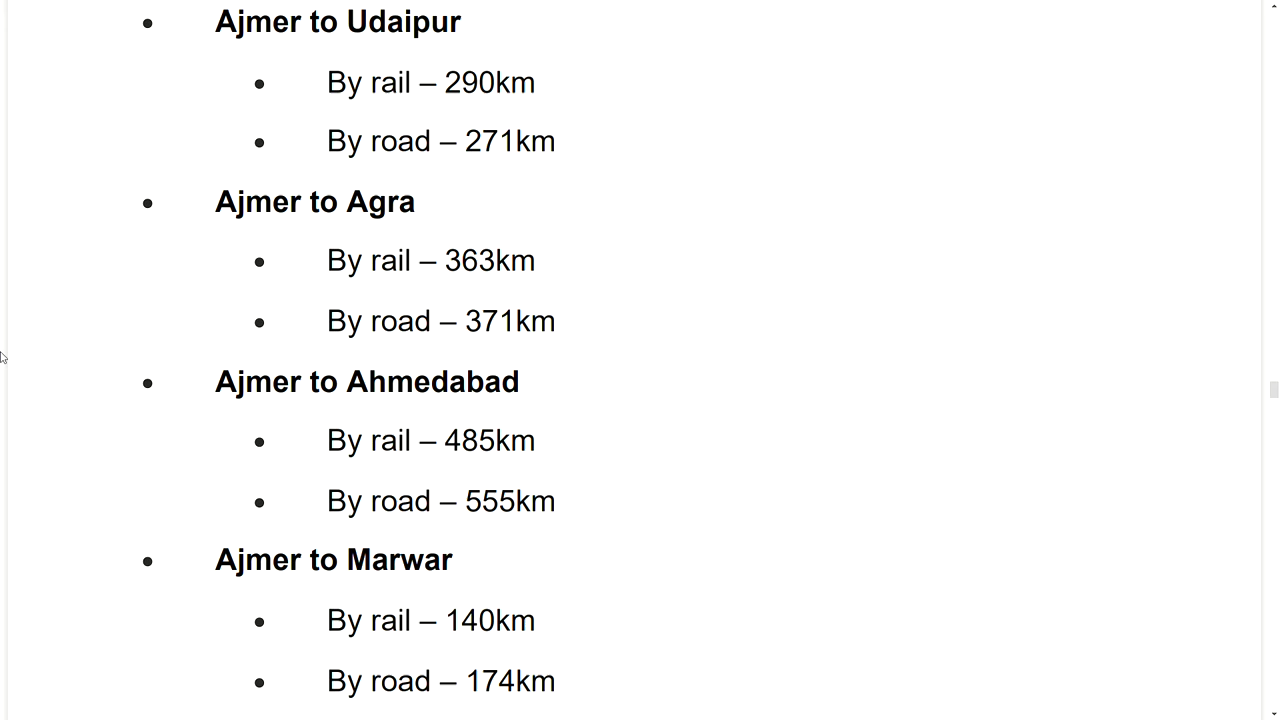 • Ajmer to Udaipur
• By rail – 290km
• By road – 271km
• Ajmer to Agra
• By rail – 363km
• By road – 371km
• Ajmer to Ahmedabad
• By rail – 485km
• By road – 555km
• Ajmer to Marwar
• By rail – 140km
• By road – 174km